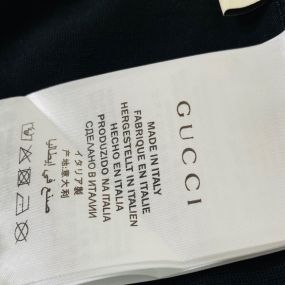 GUCCI
MADE IN ITALY
FABRIQUE EN ITALIE
HERGESTELLT IN ITALIEN
PRODUZIDO NA ITÁLIA
HECHO EN ITALIA
СДЕЛАНО В ИТАЛИИ
イタリア製
产地:意大利
صنع في إيطاليا